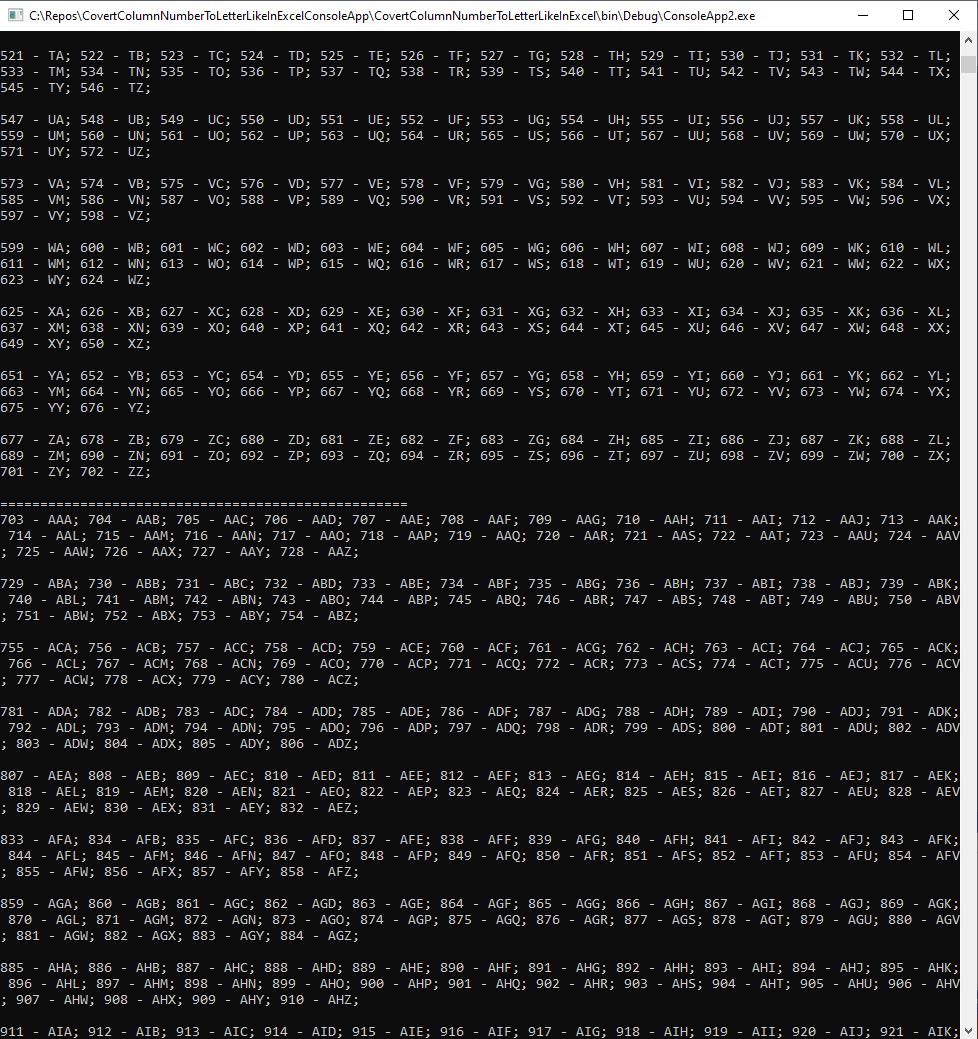 C:\Repos\CovertColumnNumberToLetterLikeInExcelConsoleApp\CovertColumnNumberToLetterLikeInExcel\bin\Debug\ConsoleApp2.exe
521 - TA; 522 - TB; 523 - TC; 524 - TD; 525 - TE; 526 - TF; 527 - TG; 528 - TH; 529 - TI; 530 - TJ; 531 - TK; 532 - TL;
533 - TM; 534 - TN; 535 - TO; 536 - TP; 537 - TQ; 538 - TR; 539 - TS; 540 - TT; 541 - TU; 542 - TV; 543 - TW; 544 - TX;
545 - TY; 546 - TZ;
547 - UA; 548 - UB; 549 - UC; 550 - UD; 551 - UE; 552 - UF; 553 - UG; 554 - UH; 555 - UI; 556 - UJ; 557 - UK; 558 - UL;
559 - UM; 560 - UN; 561 - UO; 562 - UP; 563 - UQ; 564 - UR; 565 - US; 566 - UT; 567 - UU; 568 - UV; 569 - UW; 570 - UX;
571 - UY; 572 - UZ;
573 - VA; 574 - VB; 575 - VC; 576 - VD; 577 - VE; 578 - VF; 579 - VG; 580 - VH; 581 - VI; 582 - VJ; 583 - VK; 584 - VL;
585 - VM; 586 - VN; 587 - VO; 588 - VP; 589 - VQ; 590 - VR; 591 - VS; 592 - VT; 593 - VU; 594 - VV; 595 - VW; 596 - VX;
597 - VY; 598 - VZ;
599 - WA; 600 - WB; 601 - WC; 602 - WD; 603 - WE; 604 - WF; 605 - WG; 606 - WH; 607 - WI; 608 - WJ; 609 - WK; 610 - WL;
611 - WM; 612 - WN; 613 - WO; 614 - WP; 615 - WQ; 616 - WR; 617 - WS; 618 - WT; 619 - WU; 620 - WV; 621 - WW; 622 - WX;
623 - WY; 624 - WZ;
625 - XA; 626 - XB; 627 - XC; 628 - XD; 629 - XE; 630 - XF; 631 - XG; 632 - XH; 633 - XI; 634 - XJ; 635 - XK; 636 - XL;
637 - XM; 638 - XN; 639 - XO; 640 - XP; 641 - XQ; 642 - XR; 643 - XS; 644 - XT; 645 - XU; 646 - XV; 647 - XW; 648 - XX;
649 - XY; 650 - XZ;
651 - YA; 652 - YB; 653 - YC; 654 - YD; 655 - YE; 656 - YF; 657 - YG; 658 - YH; 659 - YI; 660 - YJ; 661 - YK; 662 - YL;
663 - YM; 664 - YN; 665 - YO; 666 - YP; 667 - YQ; 668 - YR; 669 - YS; 670 - YT; 671 - YU; 672 - YV; 673 - YW; 674 - YX;
675 - YY; 676 - YZ;
677 - ZA; 678 - ZB; 679 - ZC; 680 - ZD; 681 - ZE; 682 - ZF; 683 - ZG; 684 - ZH; 685 - ZI; 686 - ZJ; 687 - ZK; 688 - ZL;
689 - ZM; 690 - ZN; 691 - ZO; 692 - ZP; 693 - ZQ; 694 - ZR; 695 - ZS; 696 - ZT; 697 - ZU; 698 - ZV; 699 - ZW; 700 - ZX;
701 - ZY; 702 - ZZ;
===================================================
703 - AAA; 704 - AAB; 705 - AAC; 706 - AAD; 707 - AAE; 708 - AAF; 709 - AAG; 710 - AAH; 711 - AAI; 712 - AAJ; 713 - AAK;
714 - AAL; 715 - AAM; 716 - AAN; 717 - AAO; 718 - AAP; 719 - AAQ; 720 - AAR; 721 - AAS; 722 - AAT; 723 - AAU; 724 - AAV
; 725 - AAW; 726 - AAX; 727 - AAY; 728 - AAZ;
729 - ABA; 730 - ABB; 731 - ABC; 732 - ABD; 733 - ABE; 734 - ABF; 735 - ABG; 736 - ABH; 737 - ABI; 738 - ABJ; 739 - ABK;
740 - ABL; 741 - ABM; 742 - ABN; 743 - ABO; 744 - ABP; 745 - ABQ; 746 - ABR; 747 - ABS; 748 - ABT; 749 - ABU; 750 - ABV
; 751 - ABW; 752 - ABX; 753 - ABY; 754 - ABZ;
755 - ACA; 756 - ACB; 757 - ACC; 758 - ACD; 759 - ACE; 760 - ACF; 761 - ACG; 762 - ACH; 763 - ACI; 764 - ACJ; 765 - ACK;
766 - ACL; 767 - ACM; 768 - ACN; 769 - ACO; 770 - ACP; 771 - ACQ; 772 - ACR; 773 - ACS; 774 - ACT; 775 - ACU; 776 - ACV
; 777 - ACW; 778 - ACX; 779 - ACY; 780 - ACZ;
781 - ADA; 782 - ADB; 783 - ADC; 784 - ADD; 785 - ADE; 786 - ADF; 787 - ADG; 788 - ADH; 789 - ADI; 790 - ADJ; 791 - ADK;
792 - ADL; 793 - ADM; 794 - ADN; 795 - ADO; 796 - ADP; 797 - ADQ; 798 - ADR; 799 - ADS; 800 - ADT; 801 - ADU; 802 - ADV
; 803 - ADW; 804 - ADX; 805 - ADY; 806 - ADZ;
807 - AEA; 808 - AEB; 809 - AEC; 810 - AED; 811 - AEE; 812 - AEF; 813 - AEG; 814 - AEH; 815 - AEI; 816 - AEJ; 817 - AEK;
818 - AEL; 819 - AEM; 820 - AEN; 821 - AEO; 822 - AEP; 823 - AEQ; 824 - AER; 825 - AES; 826 - AET; 827 - AEU; 828 - AEV
; 829 - AEW; 830 - AEX; 831 - AEY; 832 - AEZ;
833 - AFA; 834 - AFB; 835 - AFC; 836 - AFD; 837 - AFE; 838 - AFF; 839 - AFG; 840 - AFH; 841 - AFI; 842 - AFJ; 843 - AFK;
844 - AFL; 845 - AFM; 846 - AFN; 847 - AFO; 848 - AFP; 849 - AFQ; 850 - AFR; 851 - AFS; 852 - AFT; 853 - AFU; 854 - AFV
; 855 - AFW; 856 - AFX; 857 - AFY; 858 - AFZ;
859 - AGA; 860 - AGB; 861 - AGC; 862 - AGD; 863 - AGE; 864 - AGF; 865 - AGG; 866 - AGH; 867 - AGI; 868 - AGJ; 869 - AGK;
870 - AGL; 871 - AGM; 872 - AGN; 873 - AGO; 874 - AGP; 875 - AGQ; 876 - AGR; 877 - AGS; 878 - AGT; 879 - AGU; 880 - AGV
; 881 - AGW; 882 - AGX; 883 - AGY; 884 - AGZ;
885 - AHA; 886 - AHB; 887 - AHC; 888 - AHD; 889 - AHE; 890 - AHF; 891 - AHG; 892 - AHH; 893 - AHI; 894 - AHJ; 895 - AHK;
896 - AHL; 897 - AHM; 898 - AHN; 899 - AHO; 900 - AHP; 901 - AHQ; 902 - AHR; 903 - AHS; 904 - AHT; 905 - AHU; 906 - AHV
; 907 - AHW; 908 - AHX; 909 - AHY; 910 - AHZ;
911 - AIA; 912 - AIB; 913 - AIC; 914 - AID; 915 - AIE; 916 - AIF; 917 - AIG; 918 - AIH; 919 - AII; 920 - AIJ; 921 - AIK;